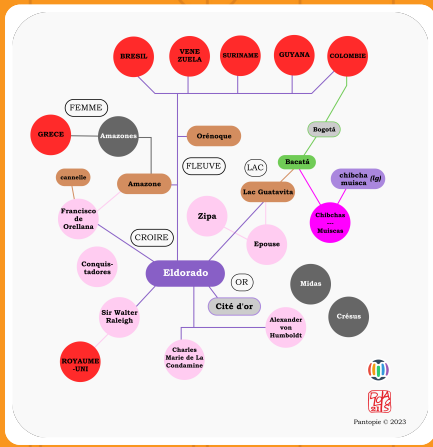 BRESIL
VENE
ZUELA
SURINAME
GUYANA
COLOMBIE
FEMME
GRECE
Amazones
Orénoque
Bogotá
FLEUVE
LAC
Bacatá
cannelle
Amazone
Lac Guatavita
chibcha (lg)
muisca
Francisco
de
Orellana
Zipa
Chibchas
...
Muiscas
CROIRE
Epouse
Conquis-
tadores
Eldorado
OR
Midas
Cité d'or
Sir Walter
Raleigh
Crésus
Alexander
von
Humboldt
ROYAUME
-UNI
Charles
Marie de La
Condamine
Pantopie © 2023